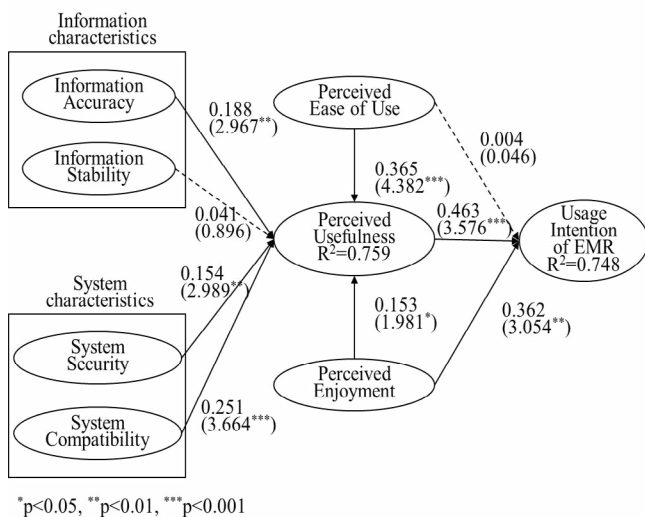 Information
characteristics
Information
Accuracy
Information
Stability
System
characteristics
System
Sccurity
System
Compatibility
0.188
(2.967**)
0.041
(0.896)
0.154
(2.989**)
0.251
(3.664***)
Perceived
Ease of Use
0.365
(4.382***)
Perceived
Usefulness
R²=0.759
0.153
(1.981*)
Perceived
Enjoyment
0.004
(0.046)
0.463
(3.576***)
0.362
(3.054**)
Usage
Intention
of EMR
R²=0.748
*p<0.05, **p<0.01, ***p<0.001